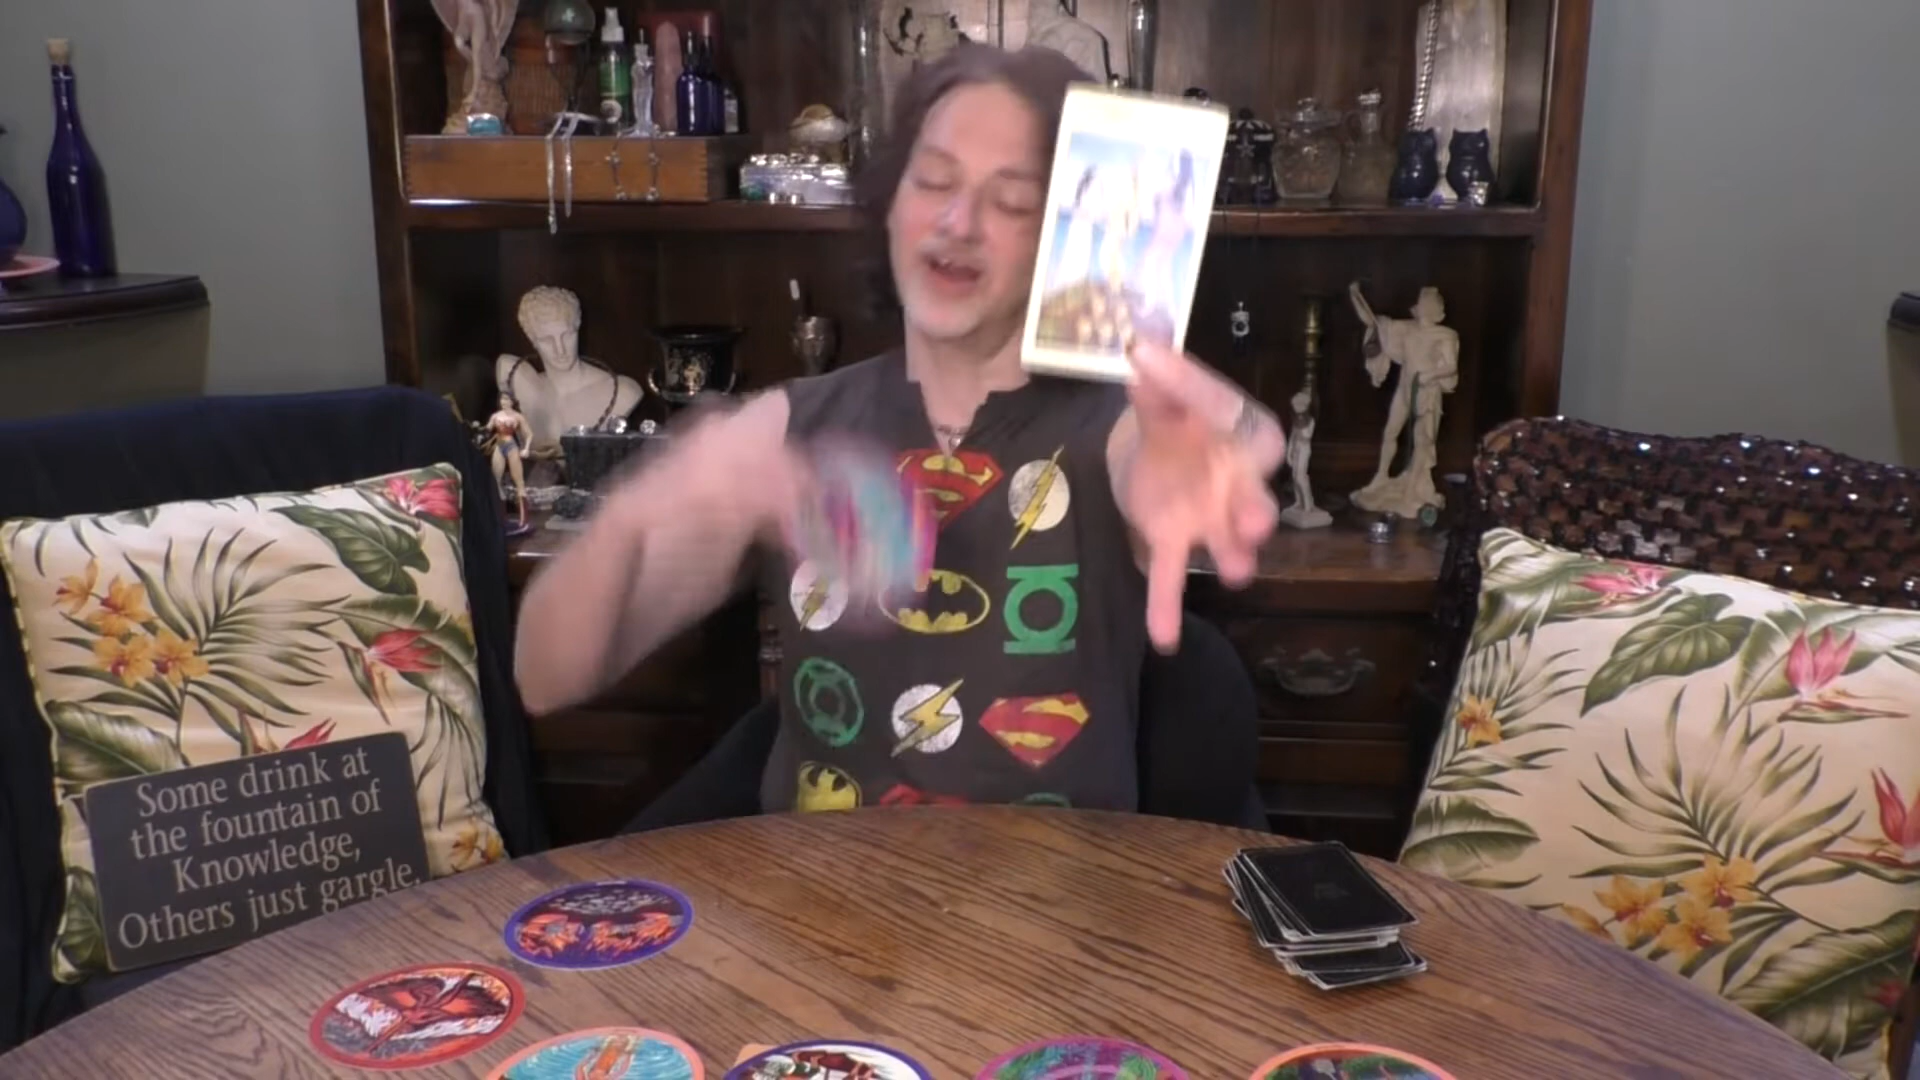 Some drink at
the fountain of
Knowledge,
Others just gargle.